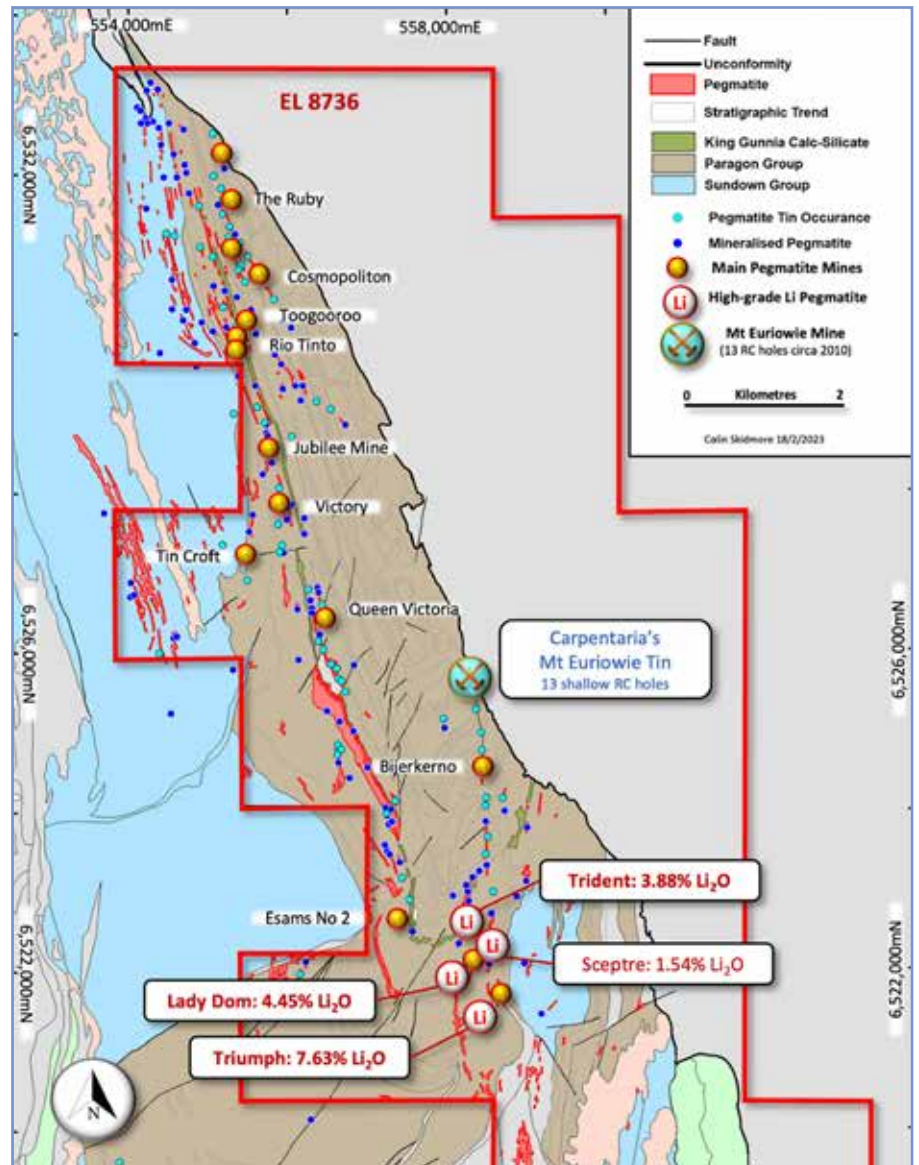 554,000mE
558,000mE
EL 8736
Fault
Unconformity
Pegmatite
Stratigraphic Trend
King Gunnia Calc-Silicate
Paragon Group
Sundown Group
Pegmatite Tin Occurance
Mineralised Pegmatite
Main Pegmatite Mines
Li
High-grade Li Pegmatite
Mt Euriowie Mine
(13 RC holes circa 2010)
0 Kilometres 2
Colin Skidmore 18/2/2023
6,532,000mN
The Ruby
Cosmopoliton
Toogooroo
Rio Tinto
Jubilee Mine
Victory
Tin Croft
Queen Victoria
6,526,000mN
6,526,000mN
Carpentaria's
Mt Euriowie Tin
13 shallow RC holes
Bijerkerno
Trident: 3.88% Li₂O
Esams No 2
Li
Li
Sceptre: 1.54% Li₂O
6,522,000mN
6,522,000mN
Li
Lady Dom: 4.45% Li₂O
Li
Triumph: 7.63% Li₂O
N